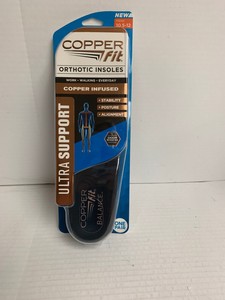 NEW
COPPER
fit
ORTHOTIC INSOLES
WORK • WALKING • EVERYDAY
COPPER INFUSED
• STABILITY
• POSTURE
• ALIGNMENT
ULTRA SUPPORT
COPPER
fit
BALANCE
ONE
PAIR